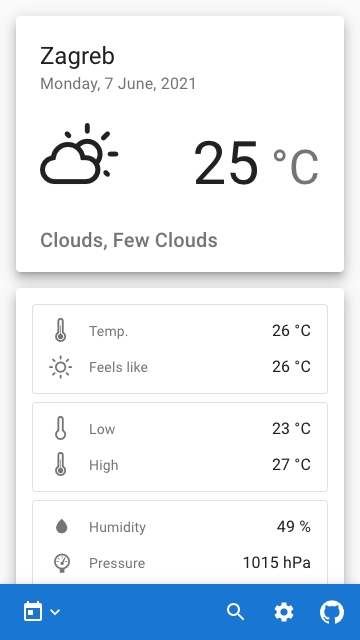 Zagreb
Monday, 7 June, 2021
25 °C
Clouds, Few Clouds
Temp. 26 °C
Feels like 26 °C
Low 23 °C
High 27 °C
Humidity 49 %
Pressure 1015 hPa